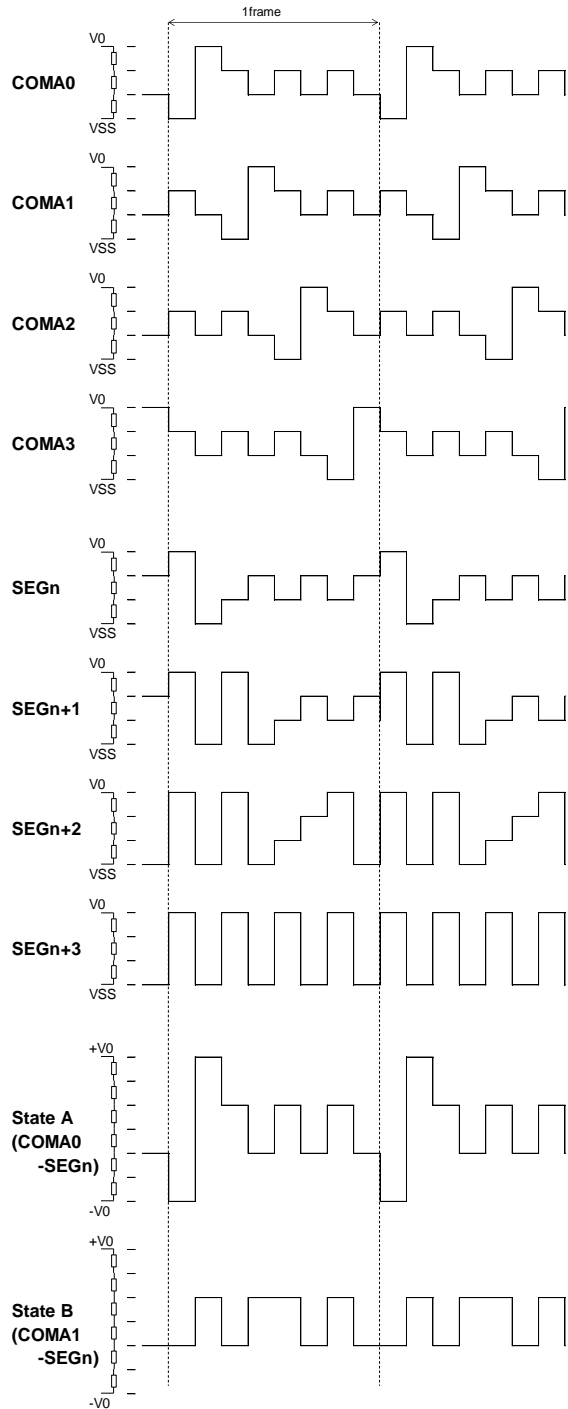 1frame
V0
COMA0
VSS
V0
COMA1
VSS
V0
COMA2
VSS
V0
COMA3
VSS
V0
SEGn
VSS
V0
SEGn+1
VSS
V0
SEGn+2
VSS
V0
SEGn+3
VSS
+V0
State A
(COMA0
-SEGn)
-V0
+V0
State B
(COMA1
-SEGn)
-V0